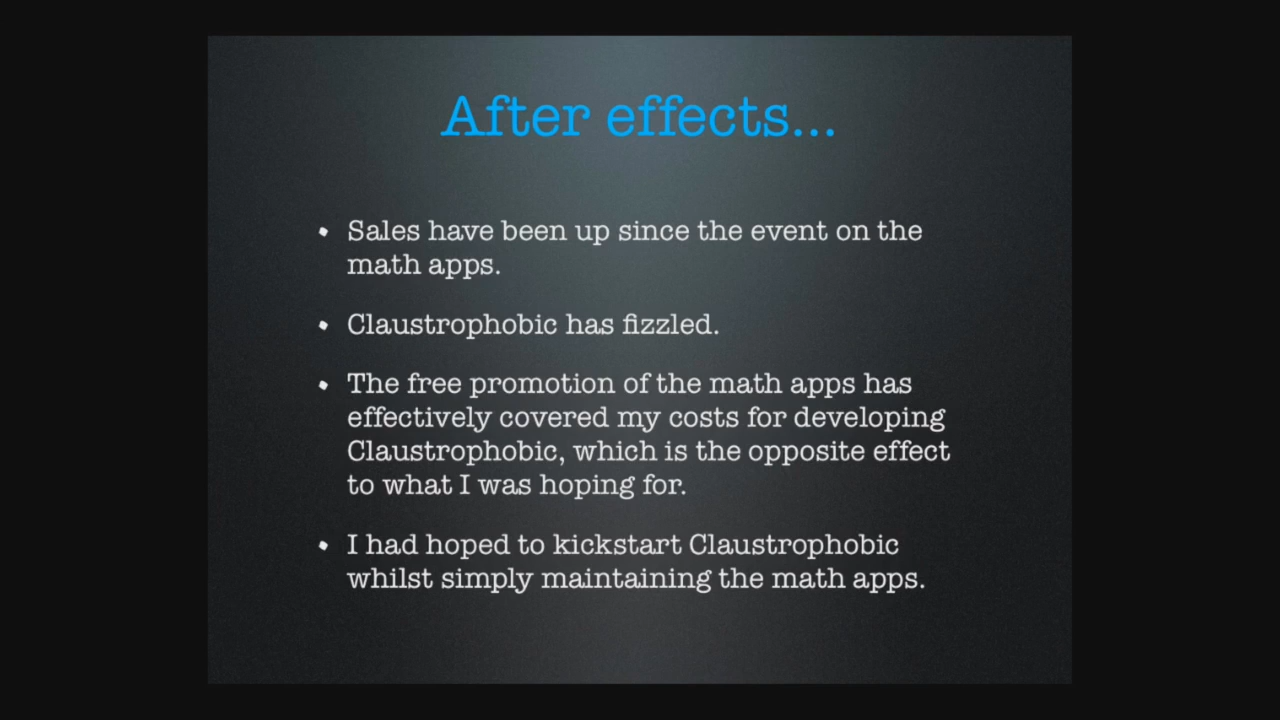 After effects...
• Sales have been up since the event on the
math apps.
• Claustrophobic has fizzled.
• The free promotion of the math apps has
effectively covered my costs for developing
Claustrophobic, which is the opposite effect
to what I was hoping for.
• I had hoped to kickstart Claustrophobic
whilst simply maintaining the math apps.